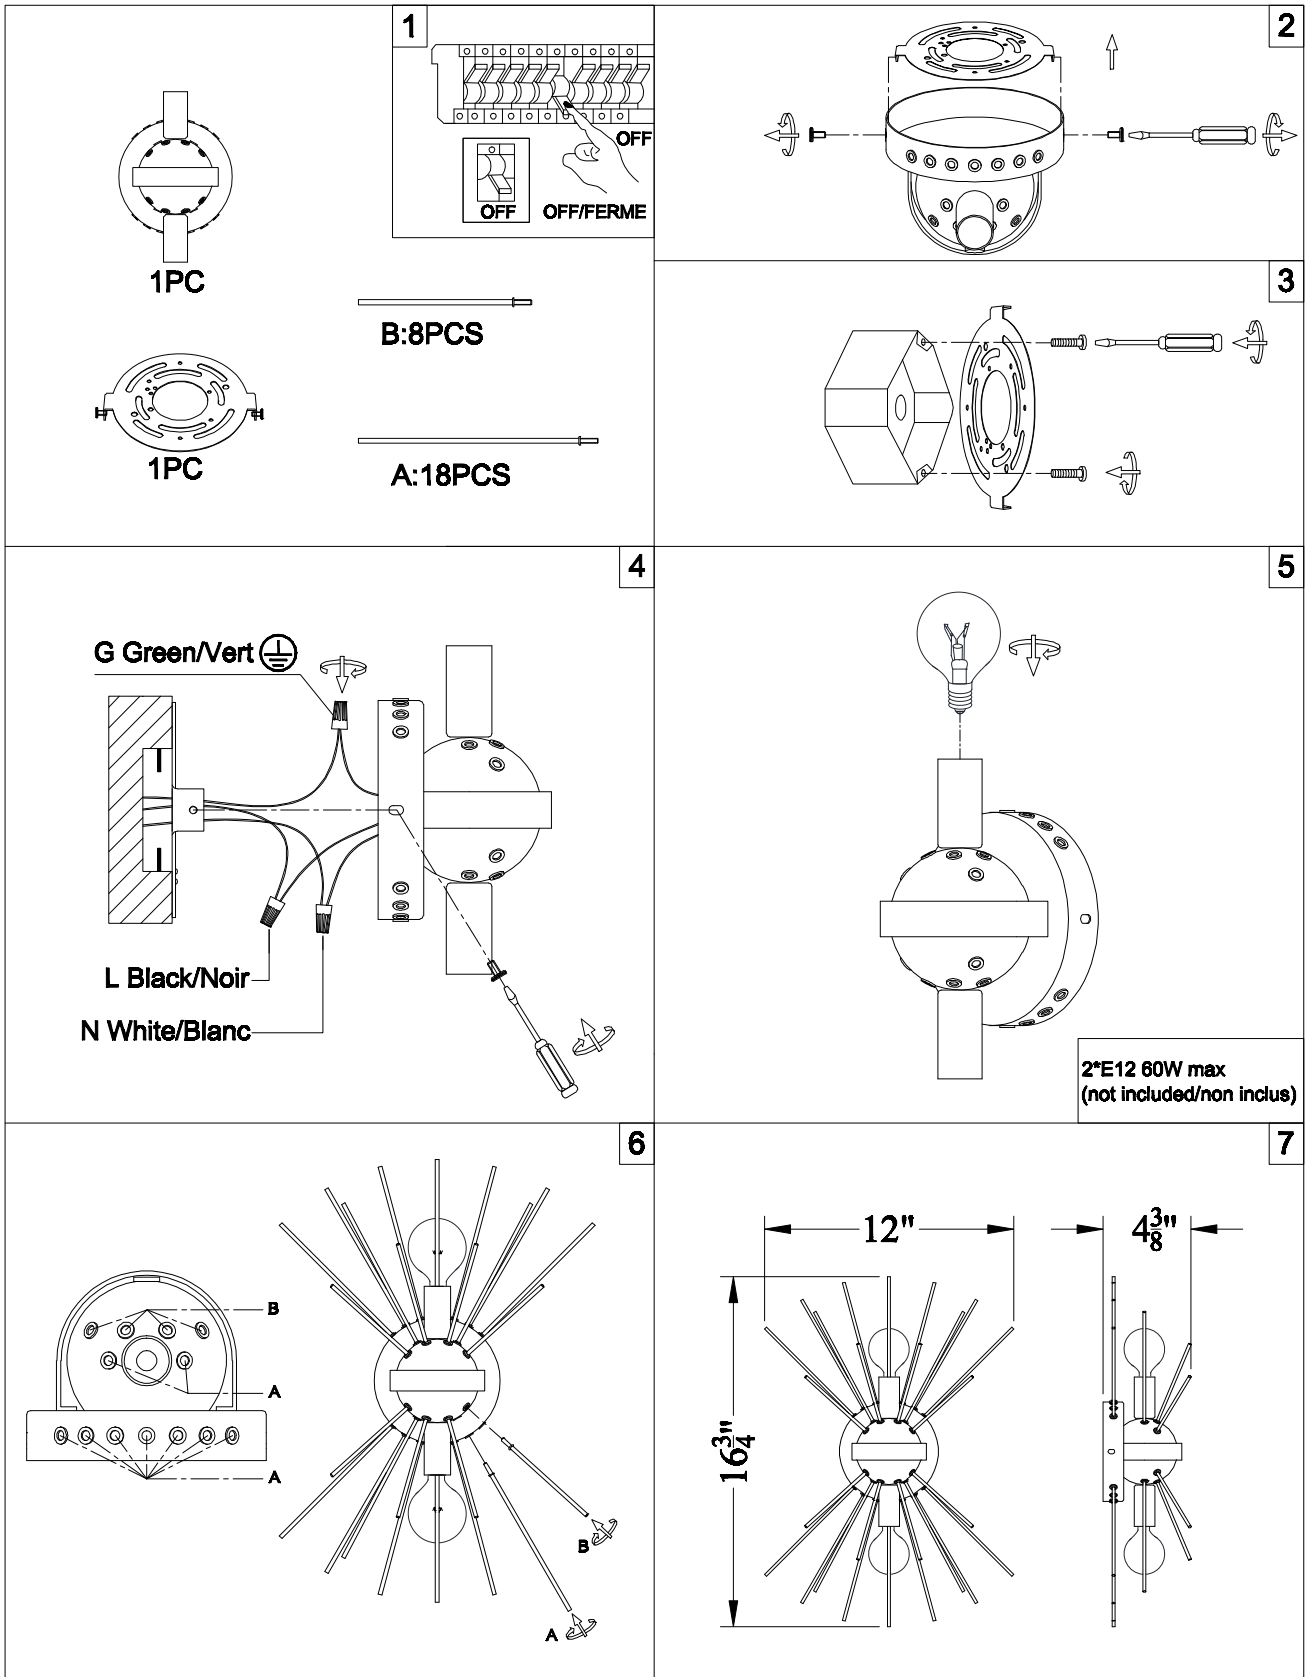 1
OFF
OFF
OFF/FERME
1PC
B:8PCS
1PC
A:18PCS
2
3
4
G Green/Vert
L Black/Noir
N White/Blanc
5
2*E12 60W max
(not included/non inclus)
6
B
A
A
B
A
7
12"
4 3/8"
16 3/4"